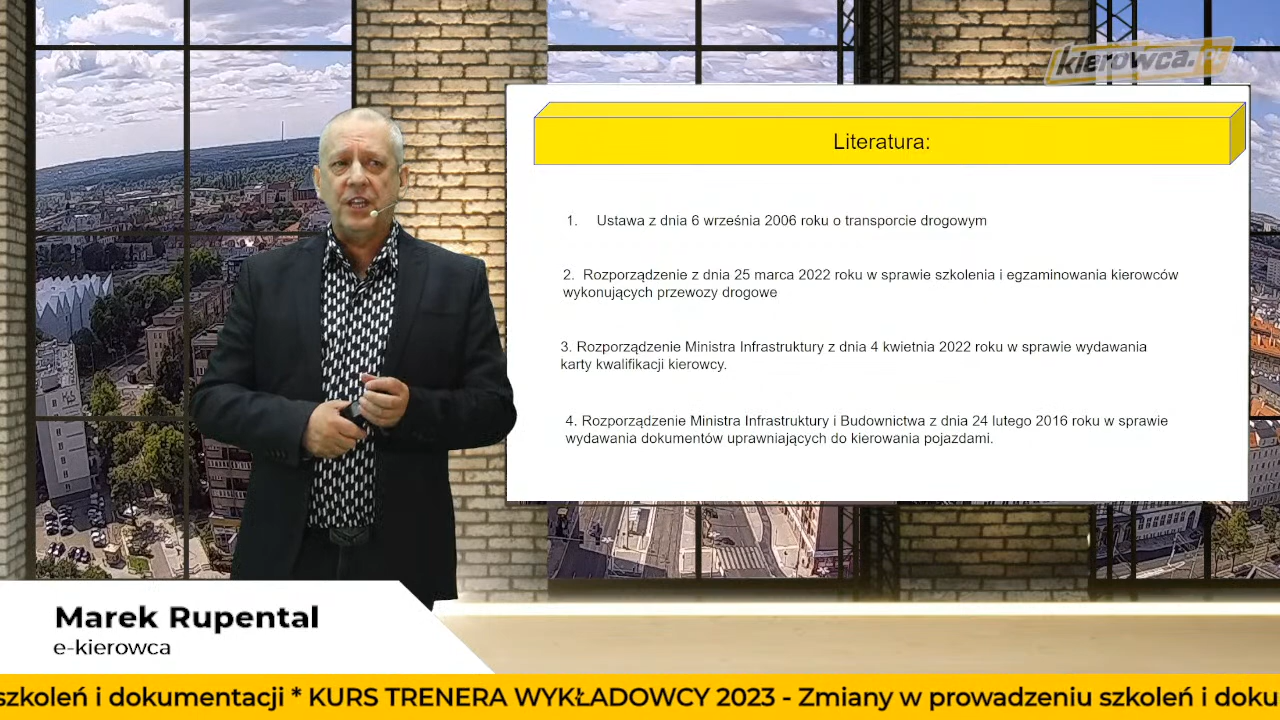 kierowca.tv
Literatura:
1. Ustawa z dnia 6 września 2006 roku o transporcie drogowym
2. Rozporządzenie z dnia 25 marca 2022 roku w sprawie szkolenia i egzaminowania kierowców
wykonujących przewozy drogowe
3. Rozporządzenie Ministra Infrastruktury z dnia 4 kwietnia 2022 roku w sprawie wydawania
karty kwalifikacji kierowcy.
4. Rozporządzenie Ministra Infrastruktury i Budownictwa z dnia 24 lutego 2016 roku w sprawie
wydawania dokumentów uprawniających do kierowania pojazdami.
Marek Rupental
e-kierowca
szkoleń i dokumentacji * KURS TRENERA WYKŁADOWCY 2023 - Zmiany w prowadzeniu szkoleń i doku